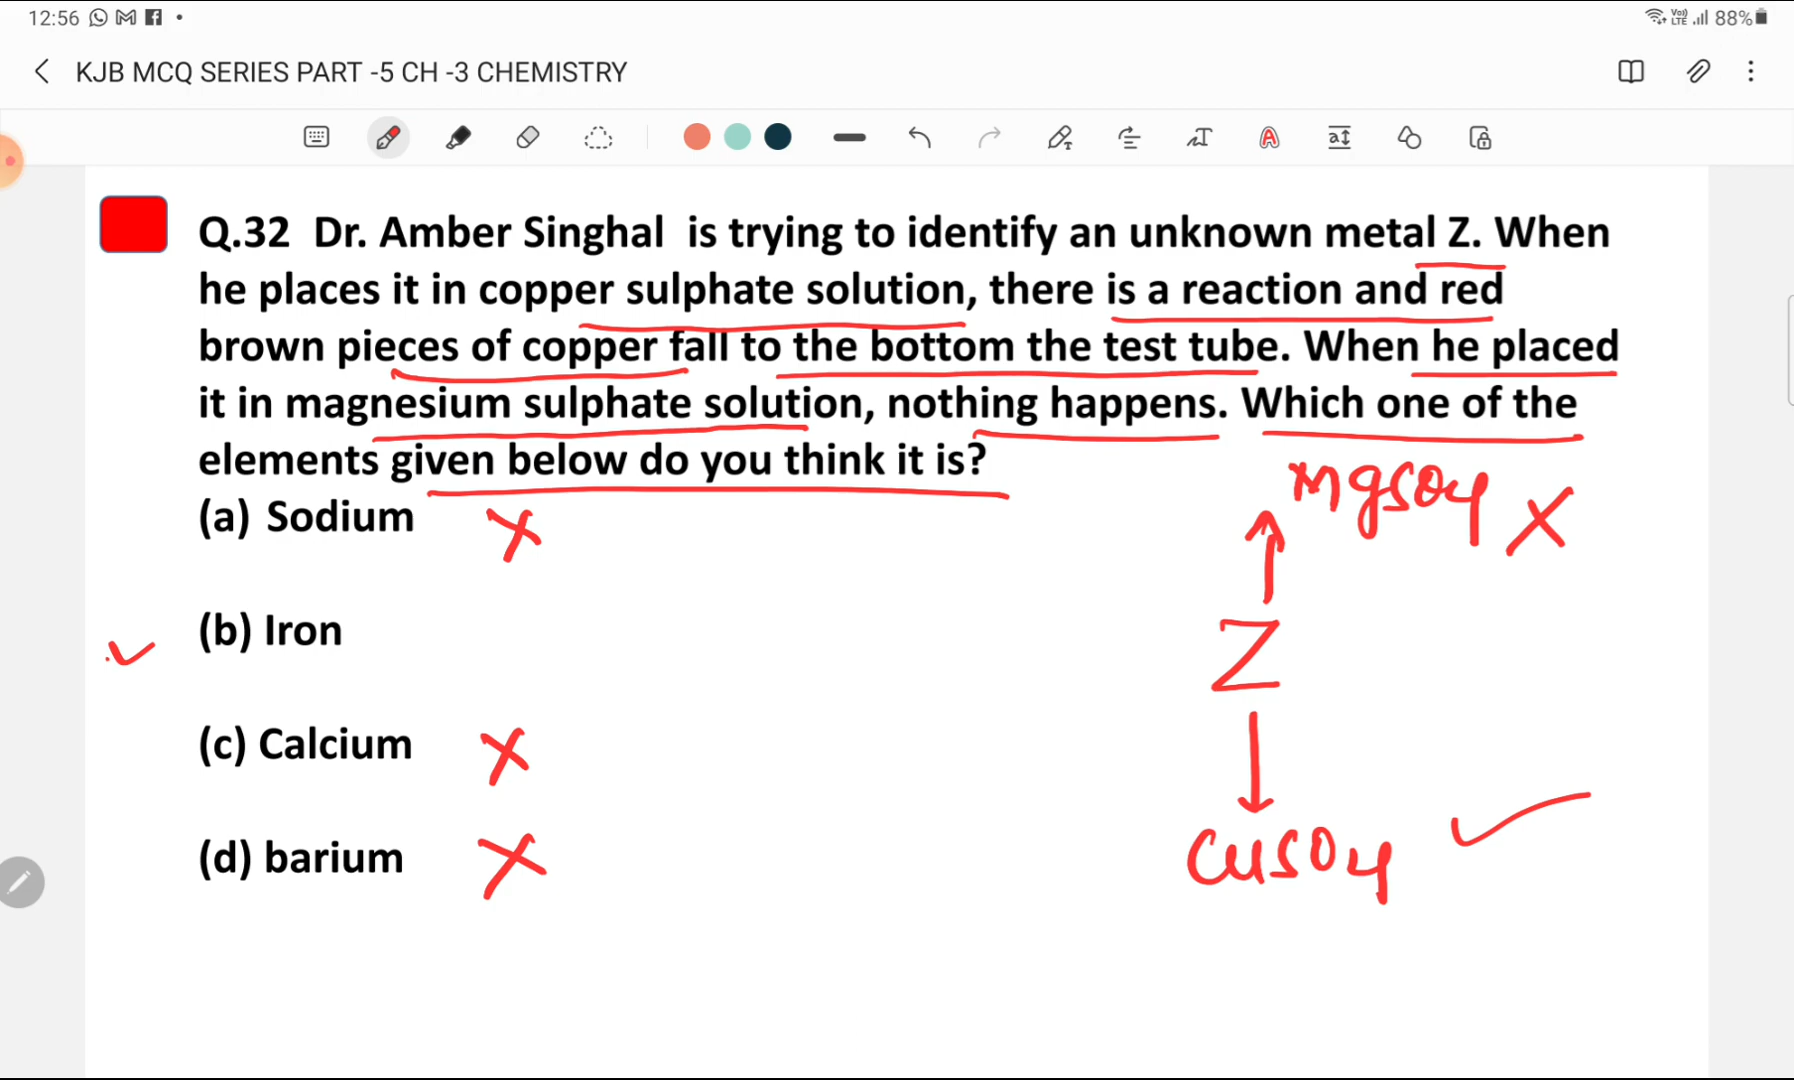 12:56
Vo)) LTE 88%
KJB MCQ SERIES PART -5 CH -3 CHEMISTRY
Q.32 Dr. Amber Singhal is trying to identify an unknown metal Z. When
he places it in copper sulphate solution, there is a reaction and red
brown pieces of copper fall to the bottom the test tube. When he placed
it in magnesium sulphate solution, nothing happens. Which one of the
elements given below do you think it is?
mgso4 X
(a) Sodium X
Z
(b) Iron
(c) Calcium X
CuSO4
(d) barium X